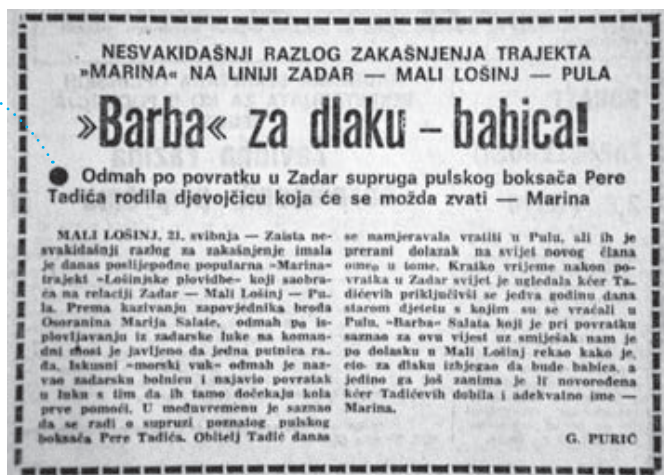 NESVAKIDAŠNJI RAZLOG ZAKAŠNJENJA TRAJEKTA
»MARINA« NA LINIJI ZADAR — MALI LOŠINJ — PULA
»Barba« za dlaku – babica!
● Odmah po povratku u Zadar supruga pulskog boksača Pere
Tadića rodila djevojčicu koja će se možda zvati — Marina
MALI LOŠINJ, 21. svibnja — Zaista ne-
svakidašnji razlog za zakašnjenje imala
je danas poslijepodne popularna »Marina«
trajekt »Lošinjske plovidbe« koji saobra-
ća na relaciji Zadar — Mali Lošinj — Pu-
la. Prema kazivanju zapovjednika broda
Osoranina Marija Salate, odmah po is-
plovljavanju iz zadarske luke na koman-
dni most je javljeno da jedna putnica ra-
đa. Iskusni »morski vuk« odmah je naz-
vao zadarsku bolnicu i najavio povratak
u luku s tim da ih tamo dočekaju kola
prve pomoći. U međuvremenu je saznao
da se radi o supruzi poznatog pulskog
boksača Pere Tadića. Obitelj Tadić danas
se namjeravala vratiti u Pulu, ali ih je
prerani dolazak na svijet novog člana
omeo u tome. Kratko vrijeme nakon po-
vratka u Zadar svijet je ugledala kćer Ta-
dićevih priključivši se jedva godinu dana
starom djetetu s kojim su se vraćali u
Pulu. »Barba« Salata koji je pri povratku
saznao za ovu vijest uz smiješak nam je
po dolasku u Mali Lošinj rekao kako je,
eto, za dlaku izbjegao da bude babica, a
jedino ga još zanima je li novorođena
kćer Tadićevih dobila i adekvatno ime —
Marina.
G. PURIĆ